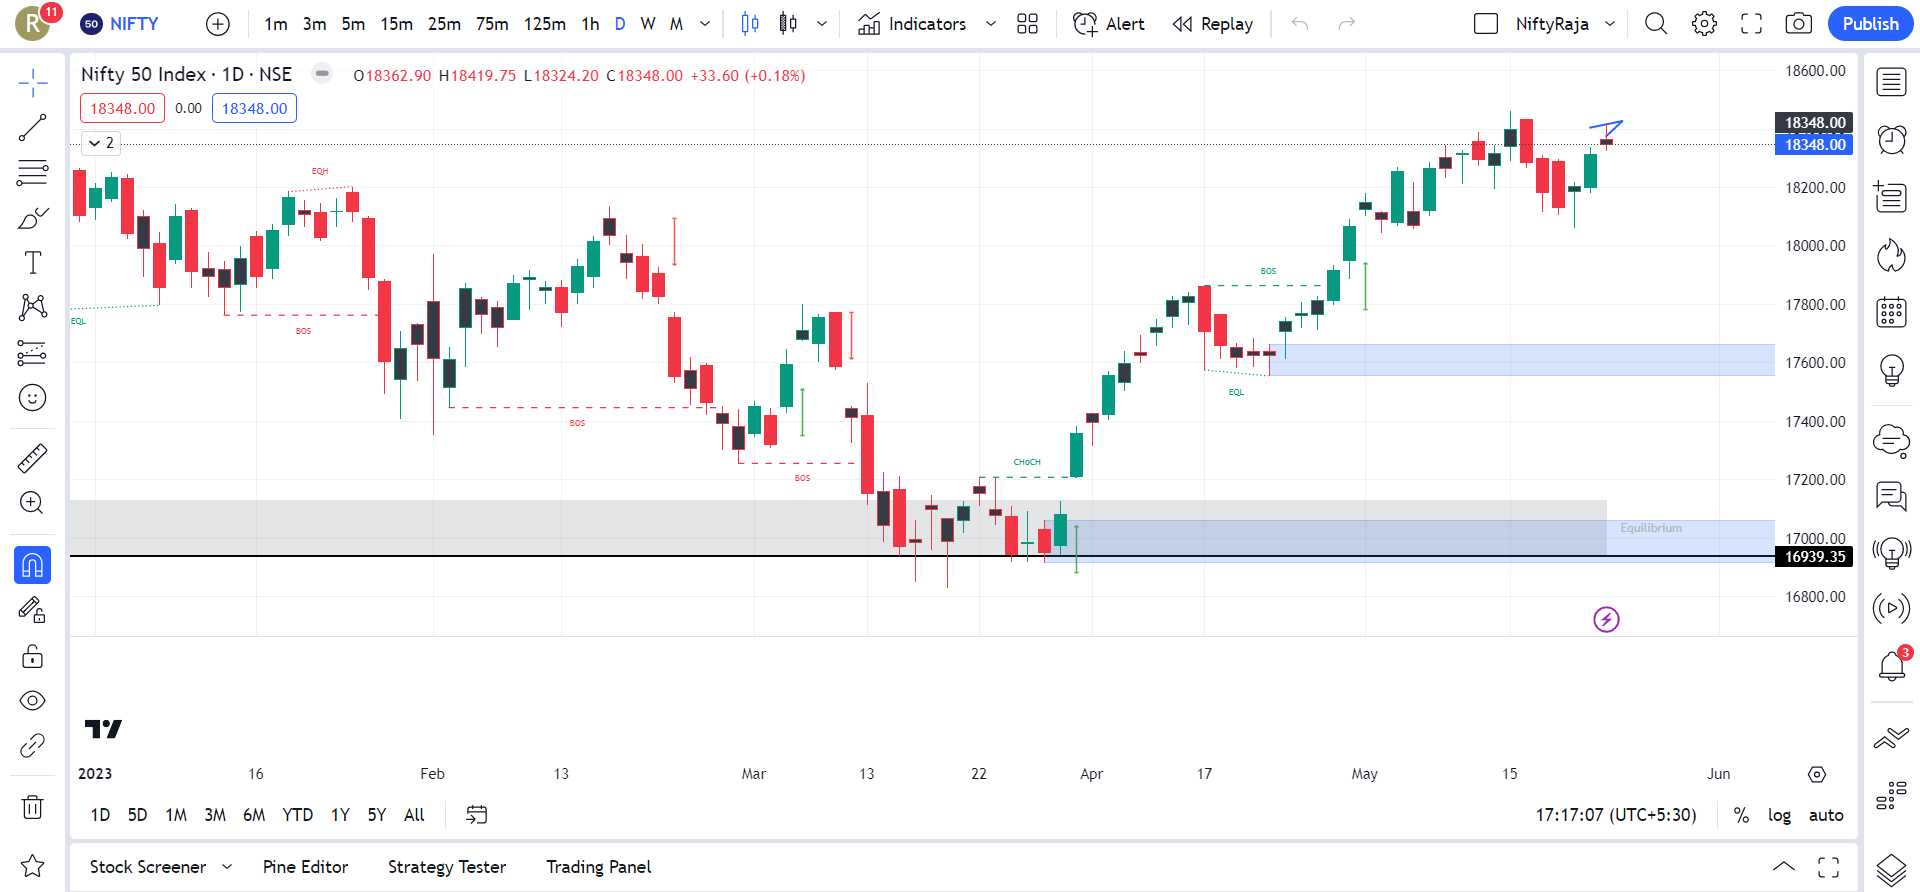 R 11 50 NIFTY 1m 3m 5m 15m 25m 75m 125m 1h D W M Indicators Alert Replay NiftyRaja Publish
Nifty 50 Index · 1D · NSE O18362.90 H18419.75 L18324.20 C18348.00 +33.60 (+0.18%)
18348.00 0.00 18348.00
2
18600.00
18348.00
18348.00
18200.00
18000.00
17800.00
17600.00
17400.00
17200.00
17000.00
16939.35
16800.00
EQH
EQL
BOS
BOS
BOS
CHoCH
BOS
EQL
Equilibrium
3
2023 16 Feb 13 Mar 13 22 Apr 17 May 15 Jun
1D 5D 1M 3M 6M YTD 1Y 5Y All 17:17:07 (UTC+5:30) % log auto
Stock Screener Pine Editor Strategy Tester Trading Panel